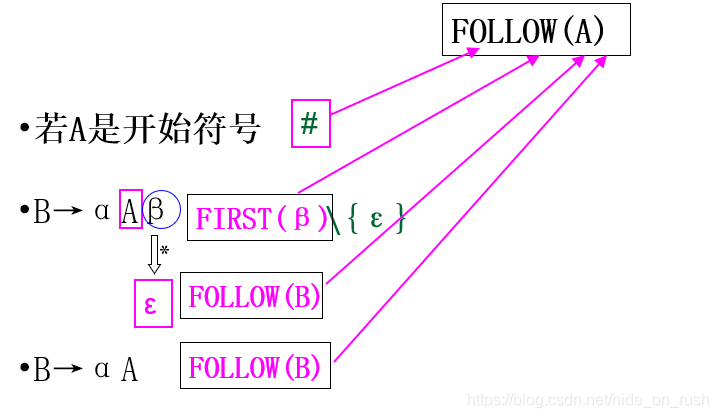 FOLLOW(A)
•若A是开始符号 #
•B→ αAβ FIRST(β)\{ε}
*
ε FOLLOW(B)
•B→ αA FOLLOW(B)
https://blog.csdn.net/hide_on_rush